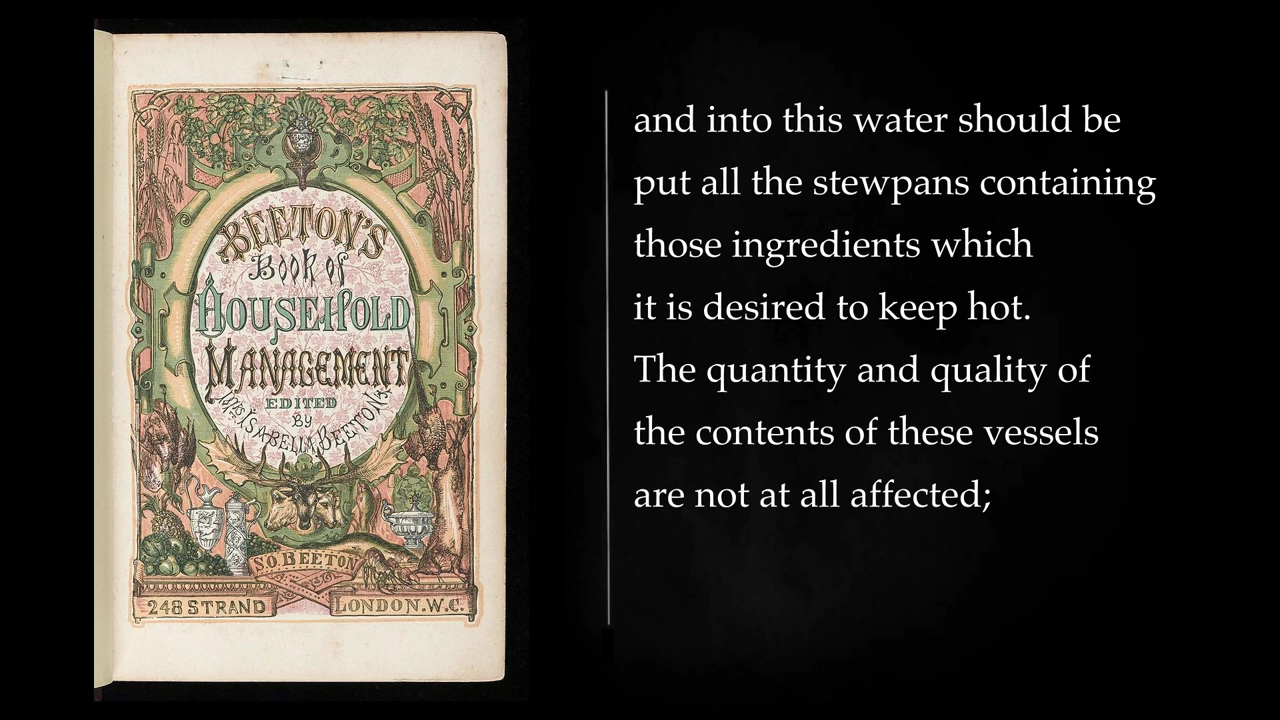 BEETON'S
Book of
HOUSEHOLD
MANAGEMENT
EDITED
By
MRS. ISABELLA BEETON.
S.O. BEETON
248 STRAND
LONDON. W.C.
and into this water should be
put all the stewpans containing
those ingredients which
it is desired to keep hot.
The quantity and quality of
the contents of these vessels
are not at all affected;